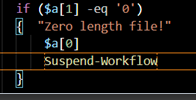 if ($a[1] -eq '0')
{ "Zero length file!"
$a[0]
Suspend-Workflow
}